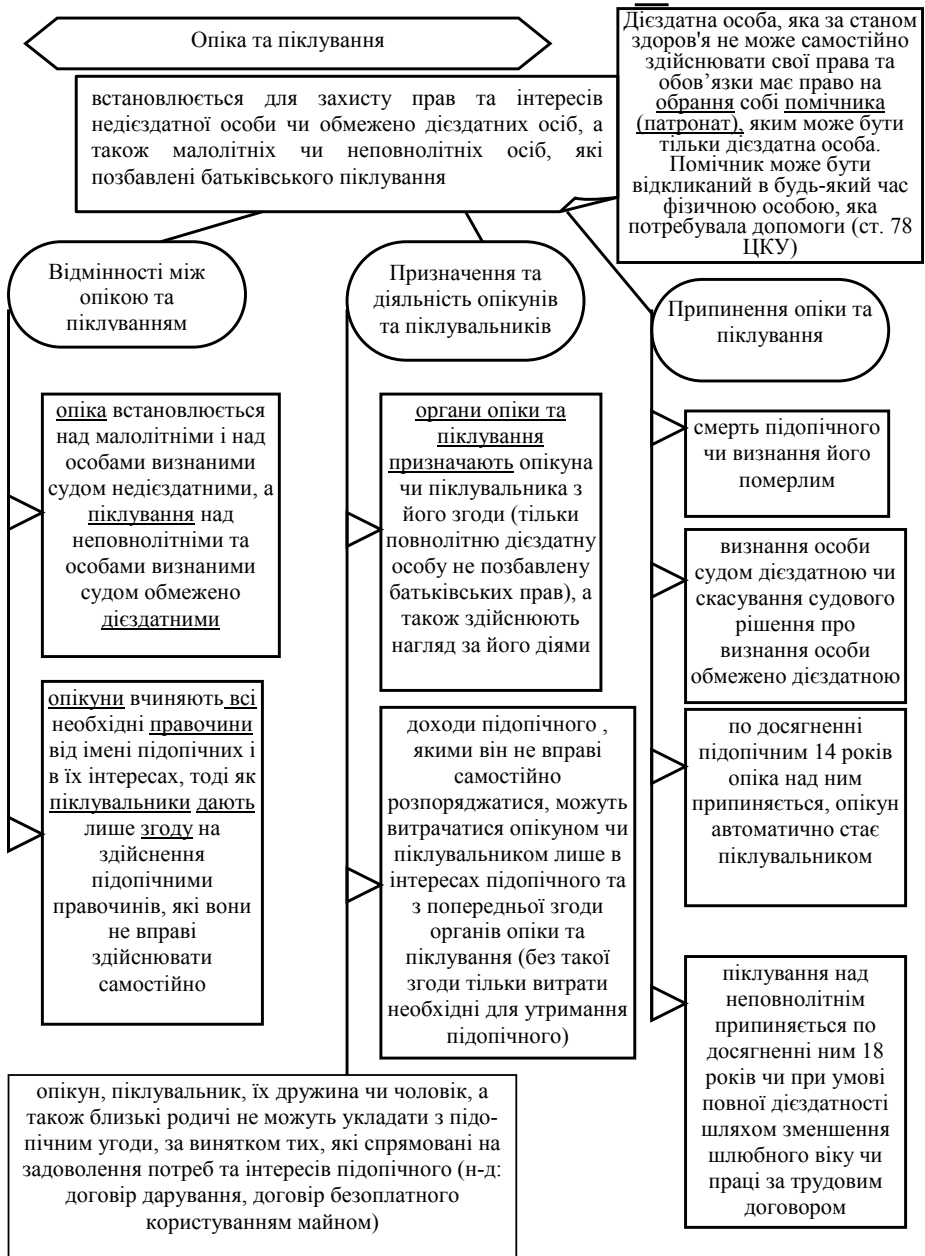 Опіка та піклування
встановлюється для захисту прав та інтересів
недієздатної особи чи обмежено дієздатних осіб, а
також малолітніх чи неповнолітніх осіб, які
позбавлені батьківського піклування
Дієздатна особа, яка за станом
здоров'я не може самостійно
здійснювати свої права та
обов’язки має право на
обрання собі помічника
(патронат), яким може бути
тільки дієздатна особа.
Помічник може бути
відкликаний в будь-який час
фізичною особою, яка
потребувала допомоги (ст. 78
ЦКУ)
Відмінності між
опікою та
піклуванням
опіка встановлюється
над малолітніми і над
особами визнаними
судом недієздатними, а
піклування над
неповнолітніми та
особами визнаними
судом обмежено
дієздатними
опікуни вчиняють всі
необхідні правочини
від імені підопічних і
в їх інтересах, тоді як
піклувальники дають
лише згоду на
здійснення
підопічними
правочинів, які вони
не вправі
здійснювати
самостійно
Призначення та
діяльність опікунів
та піклувальників
органи опіки та
піклування
призначають опікуна
чи піклувальника з
його згоди (тільки
повнолітню дієздатну
особу не позбавлену
батьківських прав), а
також здійснюють
нагляд за його діями
доходи підопічного ,
якими він не вправі
самостійно
розпоряджатися, можуть
витрачатися опікуном чи
піклувальником лише в
інтересах підопічного та
з попередньої згоди
органів опіки та
піклування (без такої
згоди тільки витрати
необхідні для утримання
підопічного)
опікун, піклувальник, їх дружина чи чоловік, а
також близькі родичі не можуть укладати з підо-
пічним угоди, за винятком тих, які спрямовані на
задоволення потреб та інтересів підопічного (н-д:
договір дарування, договір безоплатного
користуванням майном)
Припинення опіки та
піклування
смерть підопічного
чи визнання його
померлим
визнання особи
судом дієздатною чи
скасування судового
рішення про
визнання особи
обмежено дієздатною
по досягненні
підопічним 14 років
опіка над ним
припиняється, опікун
автоматично стає
піклувальником
піклування над
неповнолітнім
припиняється по
досягненні ним 18
років чи при умові
повної дієздатності
шляхом зменшення
шлюбного віку чи
праці за трудовим
договором